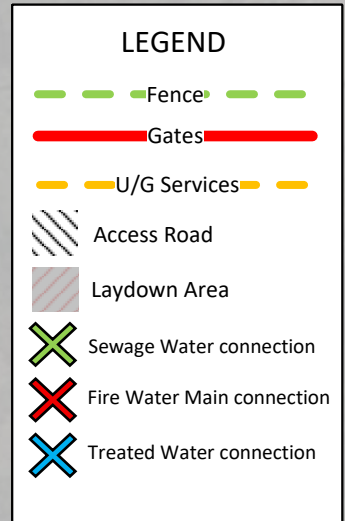 LEGEND
Fence
Gates
U/G Services
Access Road
Laydown Area
Sewage Water connection
Fire Water Main connection
Treated Water connection